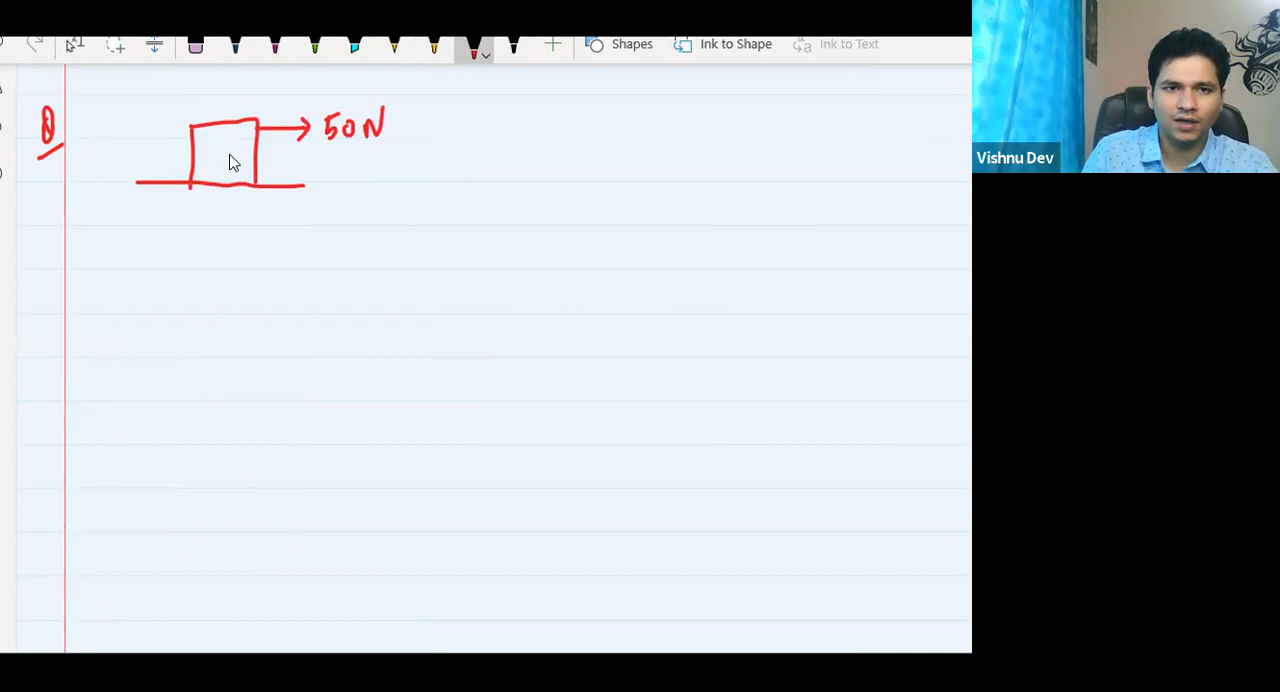 Shapes
Ink to Shape
Ink to Text
Vishnu Dev
Q
50N